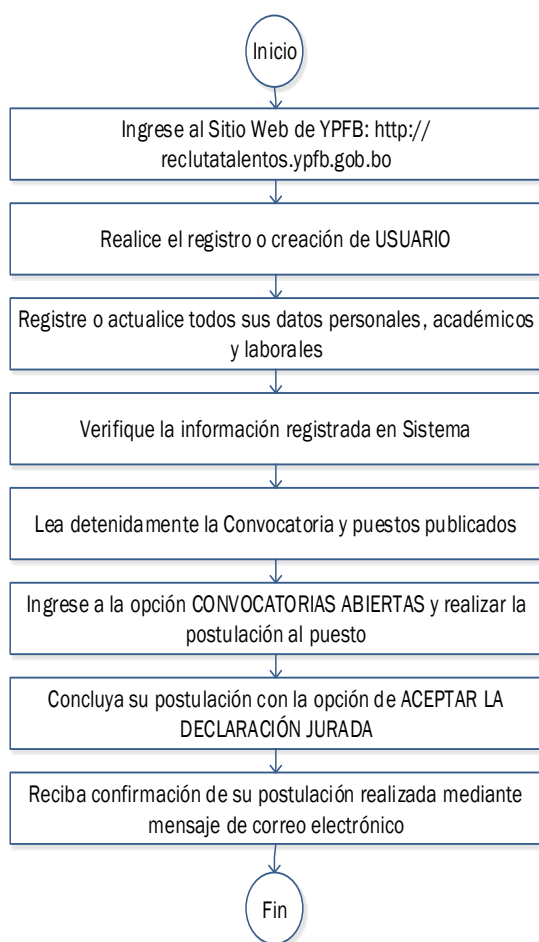 Inicio
Ingrese al Sitio Web de YPFB: http://
reclutatalentos.ypfb.gob.bo
Realice el registro o creación de USUARIO
Registre o actualice todos sus datos personales, académicos
y laborales
Verifique la información registrada en Sistema
Lea detenidamente la Convocatoria y puestos publicados
Ingrese a la opción CONVOCATORIAS ABIERTAS y realizar la
postulación al puesto
Concluya su postulación con la opción de ACEPTAR LA
DECLARACIÓN JURADA
Reciba confirmación de su postulación realizada mediante
mensaje de correo electrónico
Fin